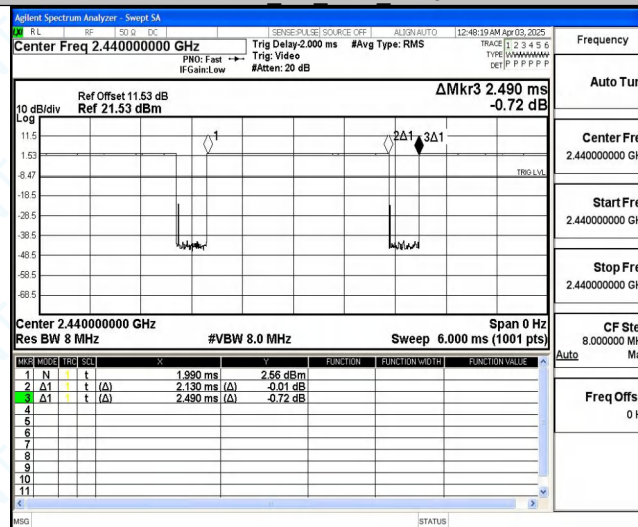 Agilent Spectrum Analyzer - Swept SA
RL RF 50 Ω DC SENSE:PULSE SOURCE OFF ALIGN AUTO 12:48:19 AM Apr 03, 2025
Center Freq 2.440000000 GHz
PNO: Fast
IFGain:Low
Trig Delay-2.000 ms
Trig: Video
#Atten: 20 dB
#Avg Type: RMS
TRACE 1 2 3 4 5 6
TYPE WWWWWW
DET P P P P P P
Frequency
Auto Tun
Center Fre
2.440000000 GH
Start Fre
2.440000000 GH
Stop Fre
2.440000000 GH
CF Ste
8.000000 MH
Auto Ma
Freq Offs
0 H
Ref Offset 11.53 dB
10 dB/div Ref 21.53 dBm
Log
ΔMkr3 2.490 ms
-0.72 dB
11.5
1.53
-8.47
-18.5
-28.5
-38.5
-48.5
-58.5
-68.5
1
2Δ1
3Δ1
TRIG LVL
Center 2.440000000 GHz Span 0 Hz
Res BW 8 MHz #VBW 8.0 MHz Sweep 6.000 ms (1001 pts)
MKR MODE TRC SCL X Y FUNCTION FUNCTION WIDTH FUNCTION VALUE
1 N 1 t 1.990 ms 2.56 dBm
2 Δ1 1 t (Δ) 2.130 ms (Δ) -0.01 dB
3 Δ1 1 t (Δ) 2.490 ms (Δ) -0.72 dB
4
5
6
7
8
9
10
11
MSG STATUS